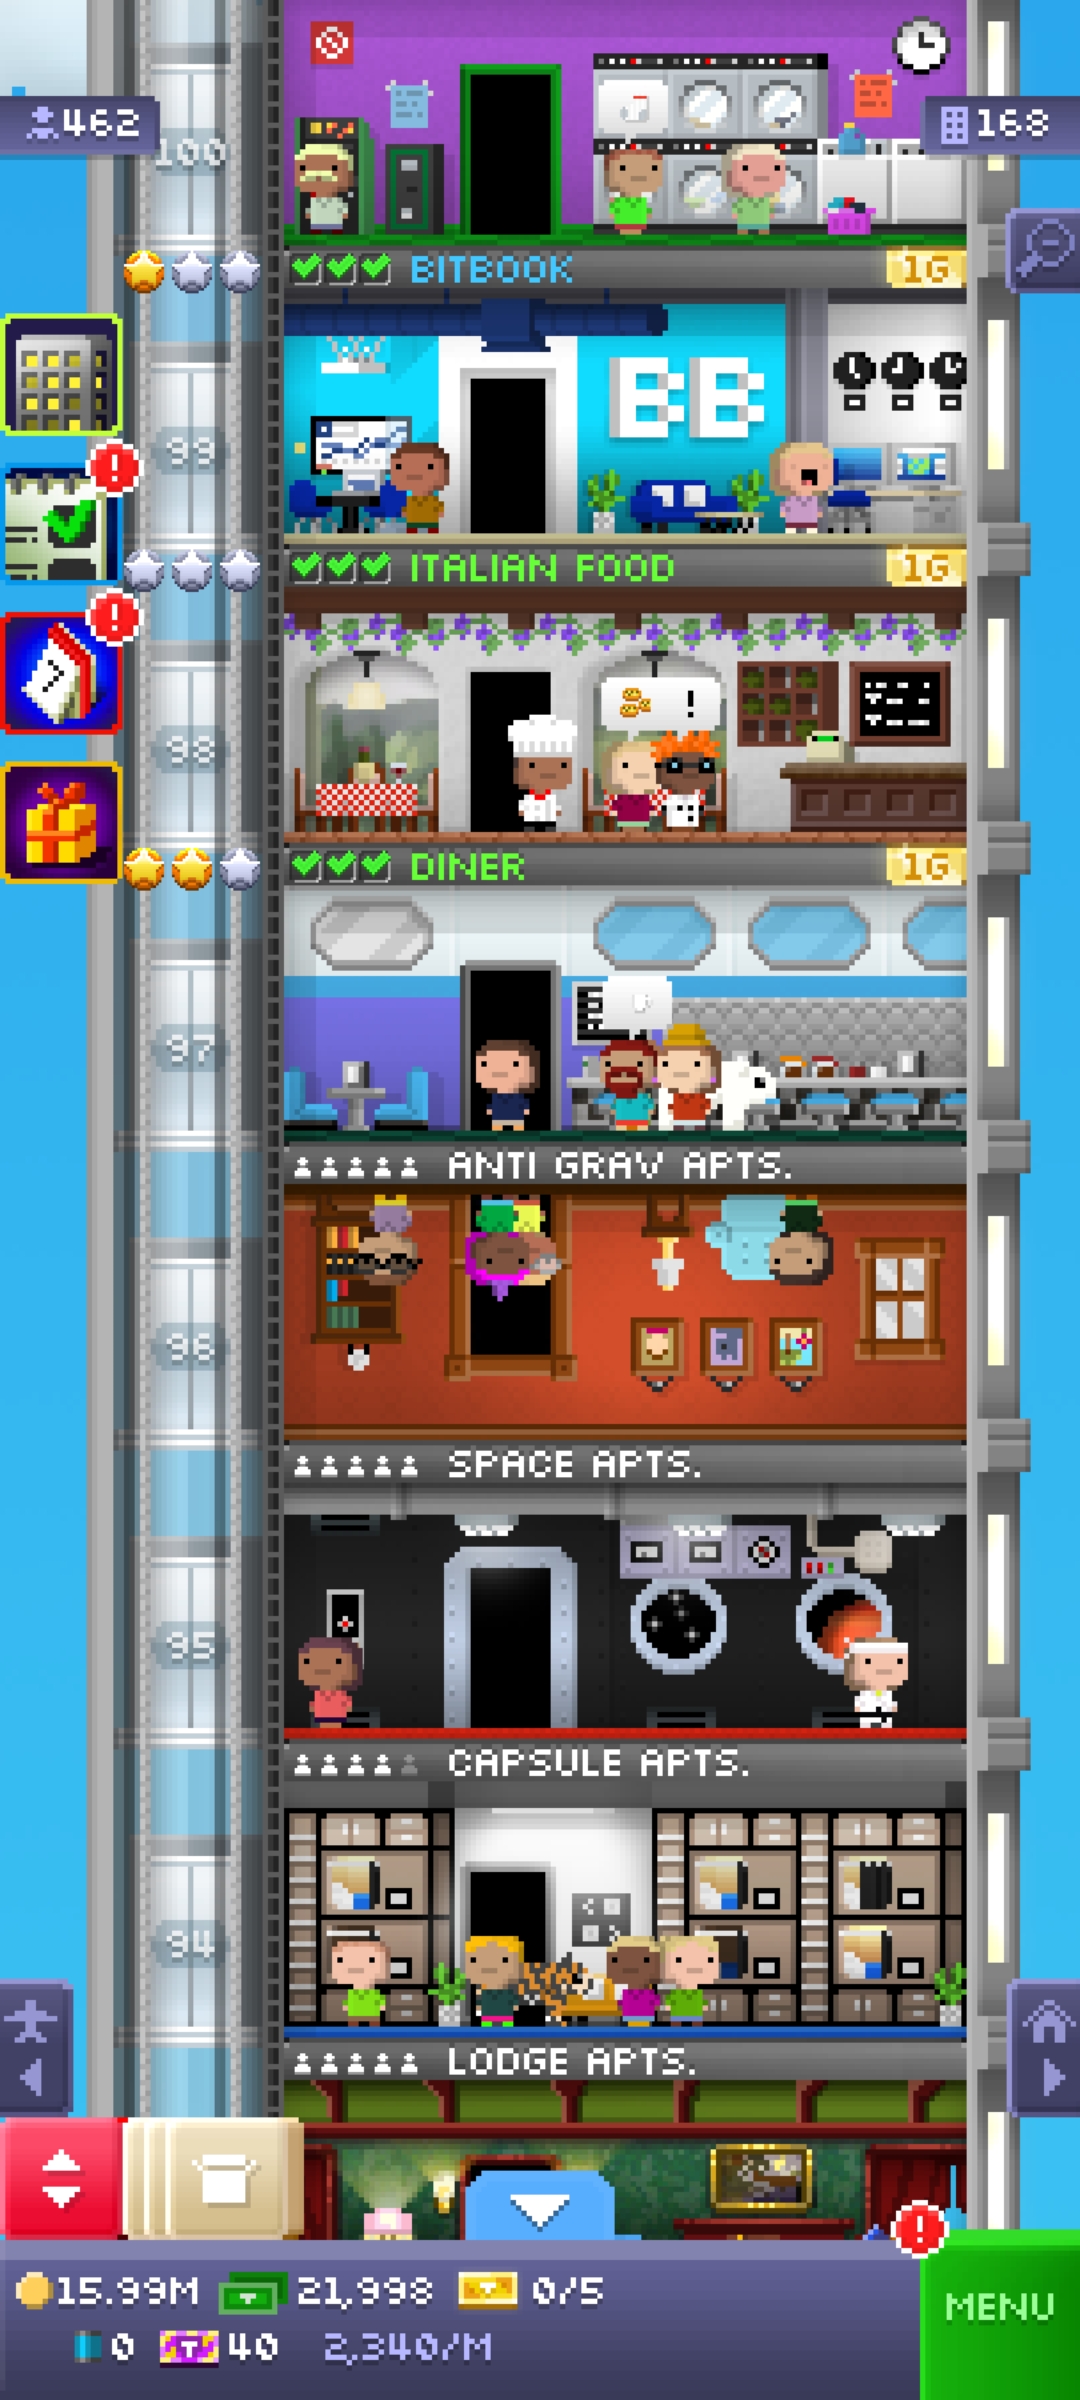 462
168
100
BITBOOK
1G
99
BB
ITALIAN FOOD
1G
!
98
!
!
DINER
1G
97
ANTI GRAV APTS.
96
SPACE APTS.
95
CAPSULE APTS.
94
LODGE APTS.
!
15.99M
21,998
0/5
MENU
0
T
40
2,340/M